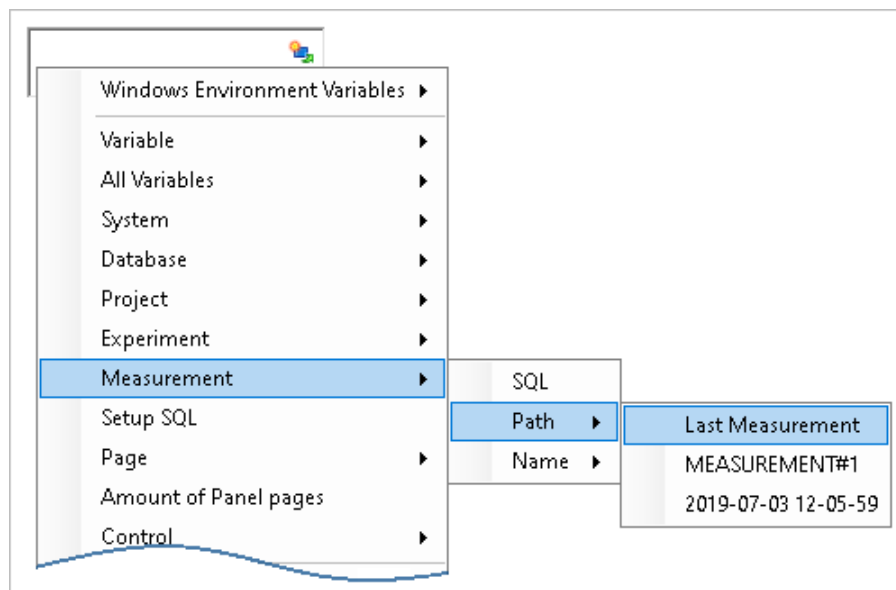 Windows Environment Variables
Variable
All Variables
System
Database
Project
Experiment
Measurement
Setup SQL
Page
Amount of Panel pages
Control
SQL
Path
Name
Last Measurement
MEASUREMENT#1
2019-07-03 12-05-59